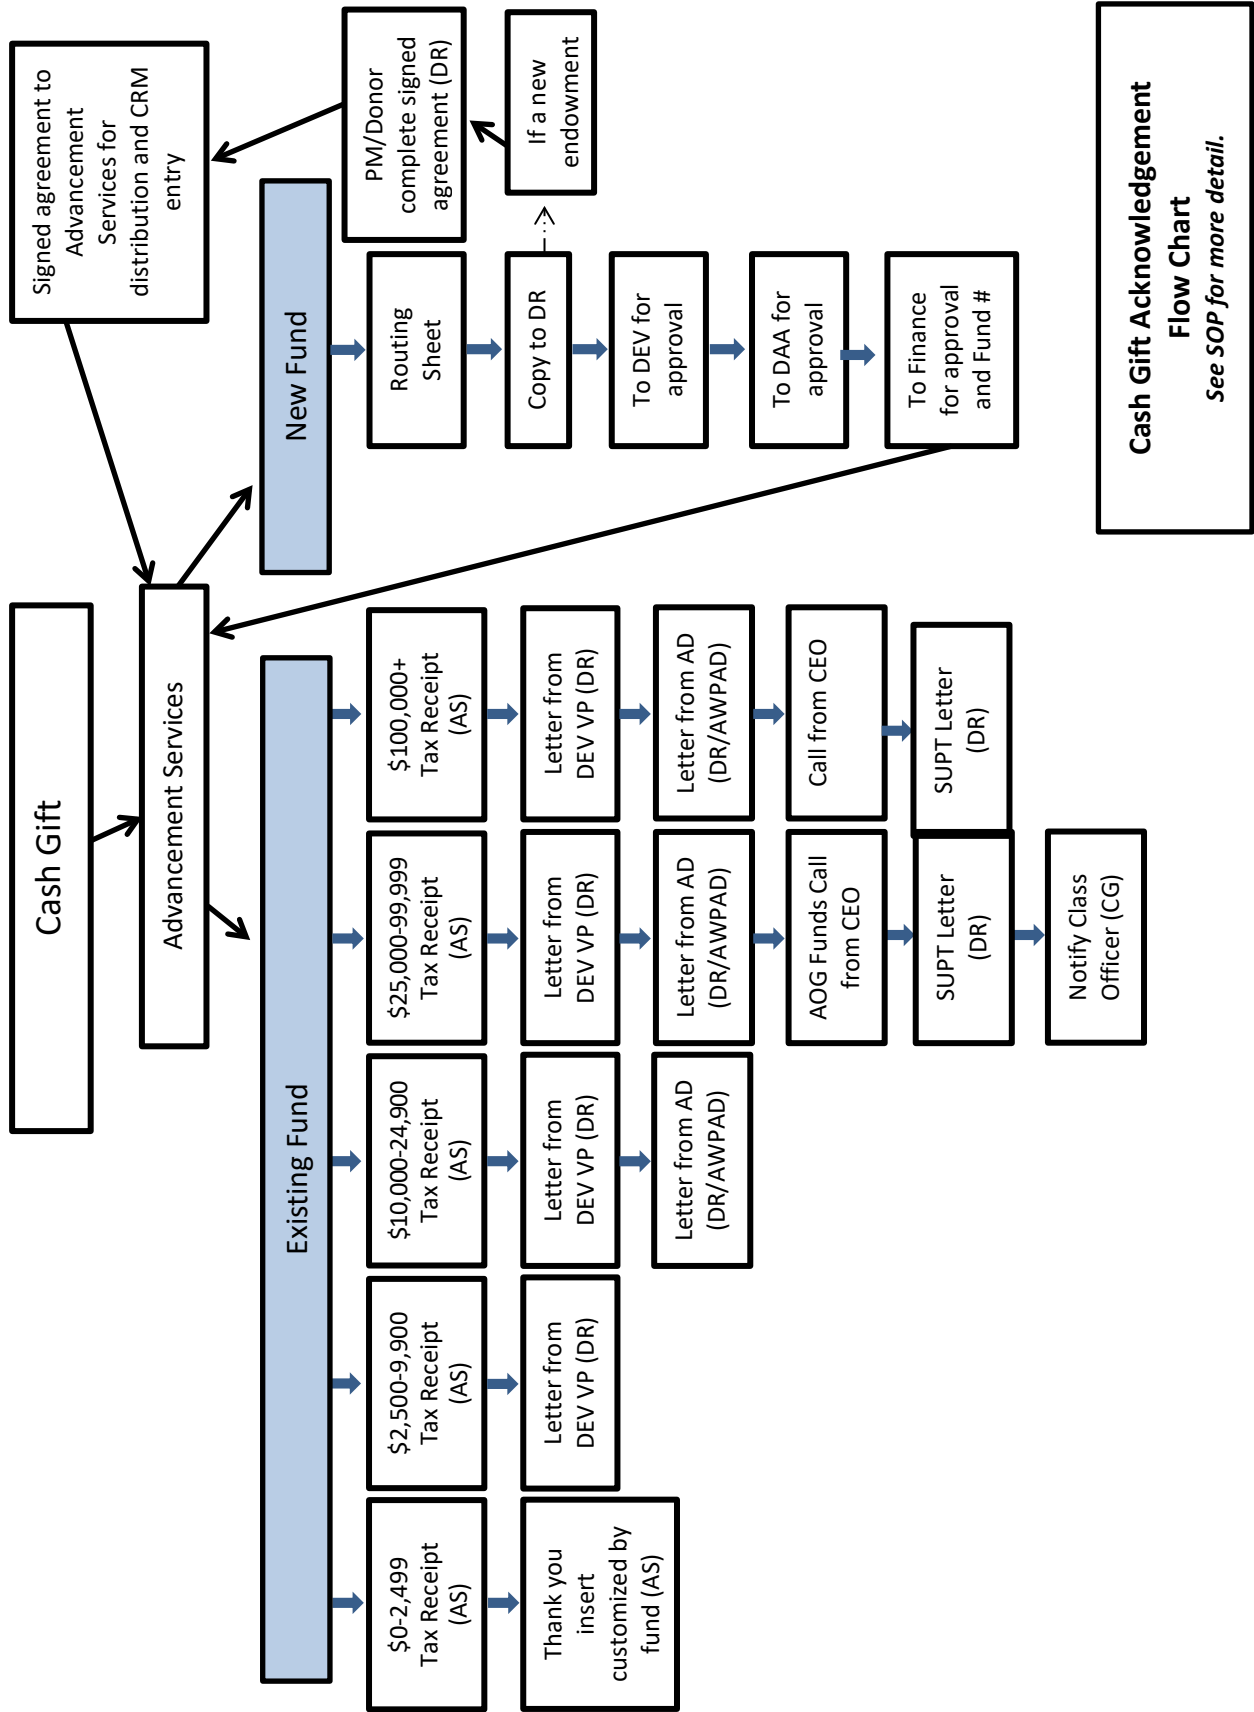 Cash Gift
Advancement Services
Signed agreement to
Advancement
Services for
distribution and CRM
entry
PM/Donor
complete signed
agreement (DR)
If a new
endowment
Existing Fund
New Fund
$0-2,499
Tax Receipt
(AS)
Thank you
insert
customized by
fund (AS)
$2,500-9,900
Tax Receipt
(AS)
Letter from
DEV VP (DR)
$10,000-24,900
Tax Receipt
(AS)
Letter from
DEV VP (DR)
Letter from AD
(DR/AWPAD)
$25,000-99,999
Tax Receipt
(AS)
Letter from
DEV VP (DR)
Letter from AD
(DR/AWPAD)
AOG Funds Call
from CEO
SUPT Letter
(DR)
Notify Class
Officer (CG)
$100,000+
Tax Receipt
(AS)
Letter from
DEV VP (DR)
Letter from AD
(DR/AWPAD)
Call from CEO
SUPT Letter
(DR)
Routing
Sheet
Copy to DR
To DEV for
approval
To DAA for
approval
To Finance
for approval
and Fund #
Cash Gift Acknowledgement
Flow Chart
See SOP for more detail.